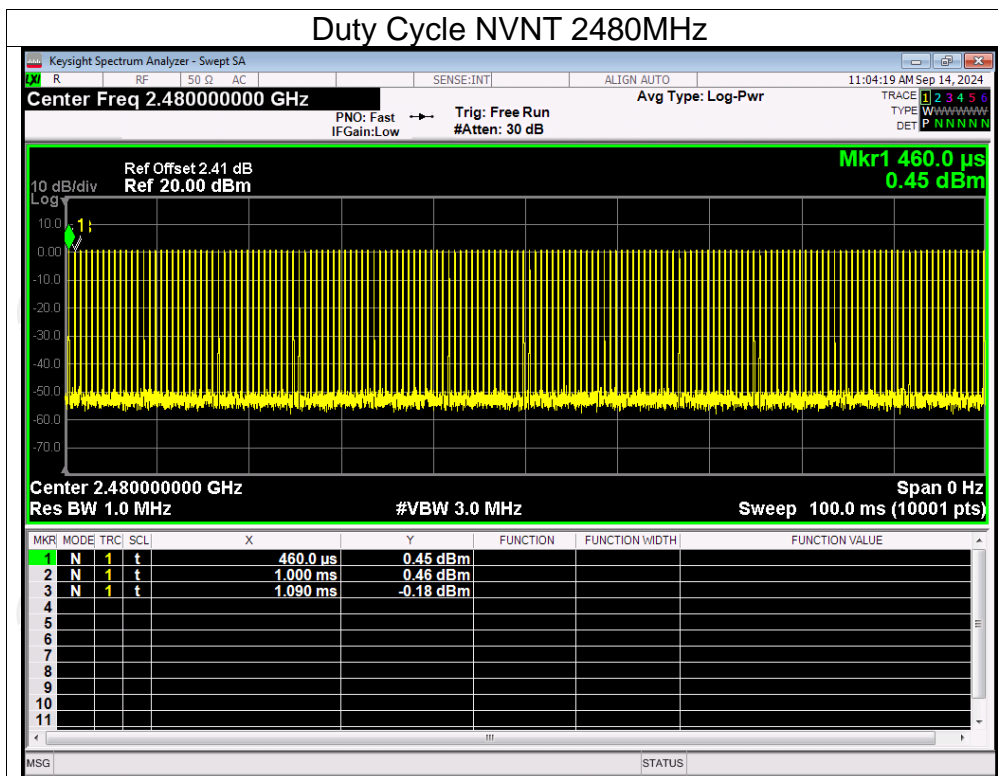 Duty Cycle NVNT 2480MHz
Keysight Spectrum Analyzer - Swept SA
LXI R RF 50 Ω AC SENSE:INT ALIGN AUTO 11:04:19 AM Sep 14, 2024
Center Freq 2.480000000 GHz Avg Type: Log-Pwr TRACE 1 2 3 4 5 6
PNO: Fast Trig: Free Run TYPE WWWWWW
IFGain:Low #Atten: 30 dB DET P N N N N N
Mkr1 460.0 µs
Ref Offset 2.41 dB
10 dB/div Ref 20.00 dBm 0.45 dBm
Log
10.0 1
0.00
-10.0
-20.0
-30.0
-40.0
-50.0
-60.0
-70.0
Center 2.480000000 GHz Span 0 Hz
Res BW 1.0 MHz #VBW 3.0 MHz Sweep 100.0 ms (10001 pts)
MKR MODE TRC SCL X Y FUNCTION FUNCTION WIDTH FUNCTION VALUE
1 N 1 t 460.0 µs 0.45 dBm
2 N 1 t 1.000 ms 0.46 dBm
3 N 1 t 1.090 ms -0.18 dBm
4
5
6
7
8
9
10
11
MSG STATUS